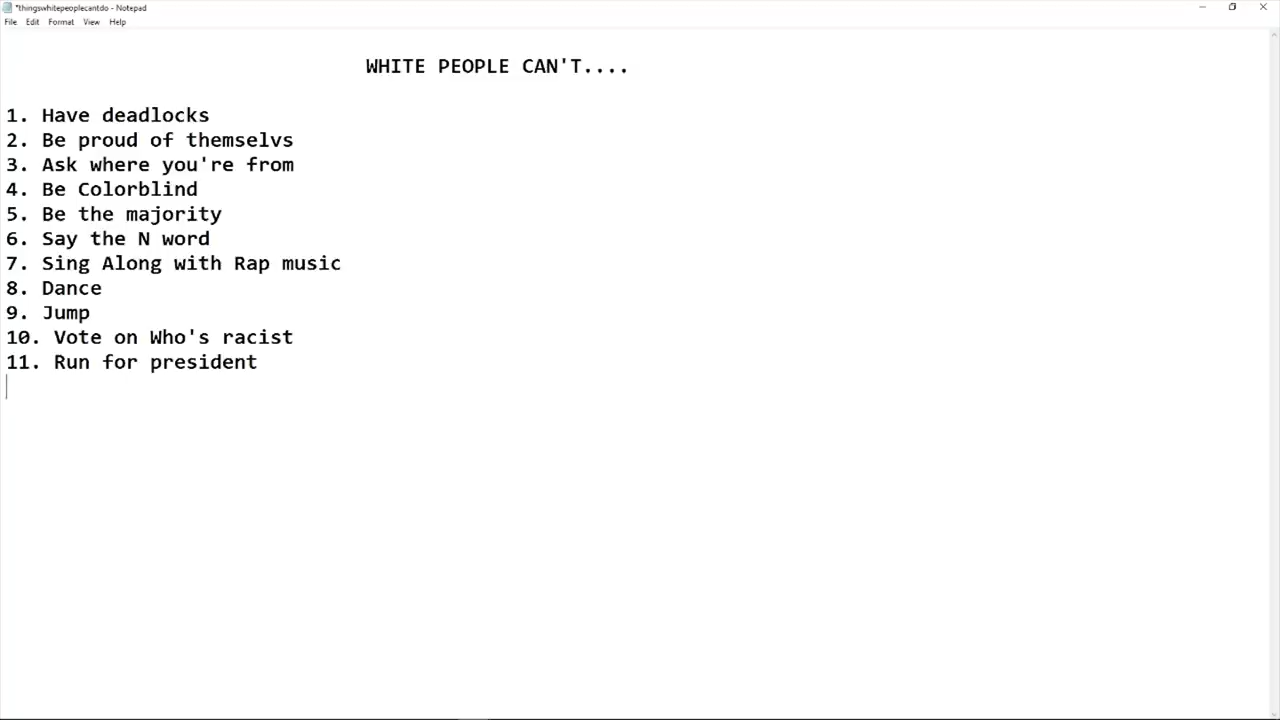 *thingswhitepeoplecantdo - Notepad
File Edit Format View Help
WHITE PEOPLE CAN'T....
1. Have deadlocks
2. Be proud of themselvs
3. Ask where you're from
4. Be Colorblind
5. Be the majority
6. Say the N word
7. Sing Along with Rap music
8. Dance
9. Jump
10. Vote on Who's racist
11. Run for president